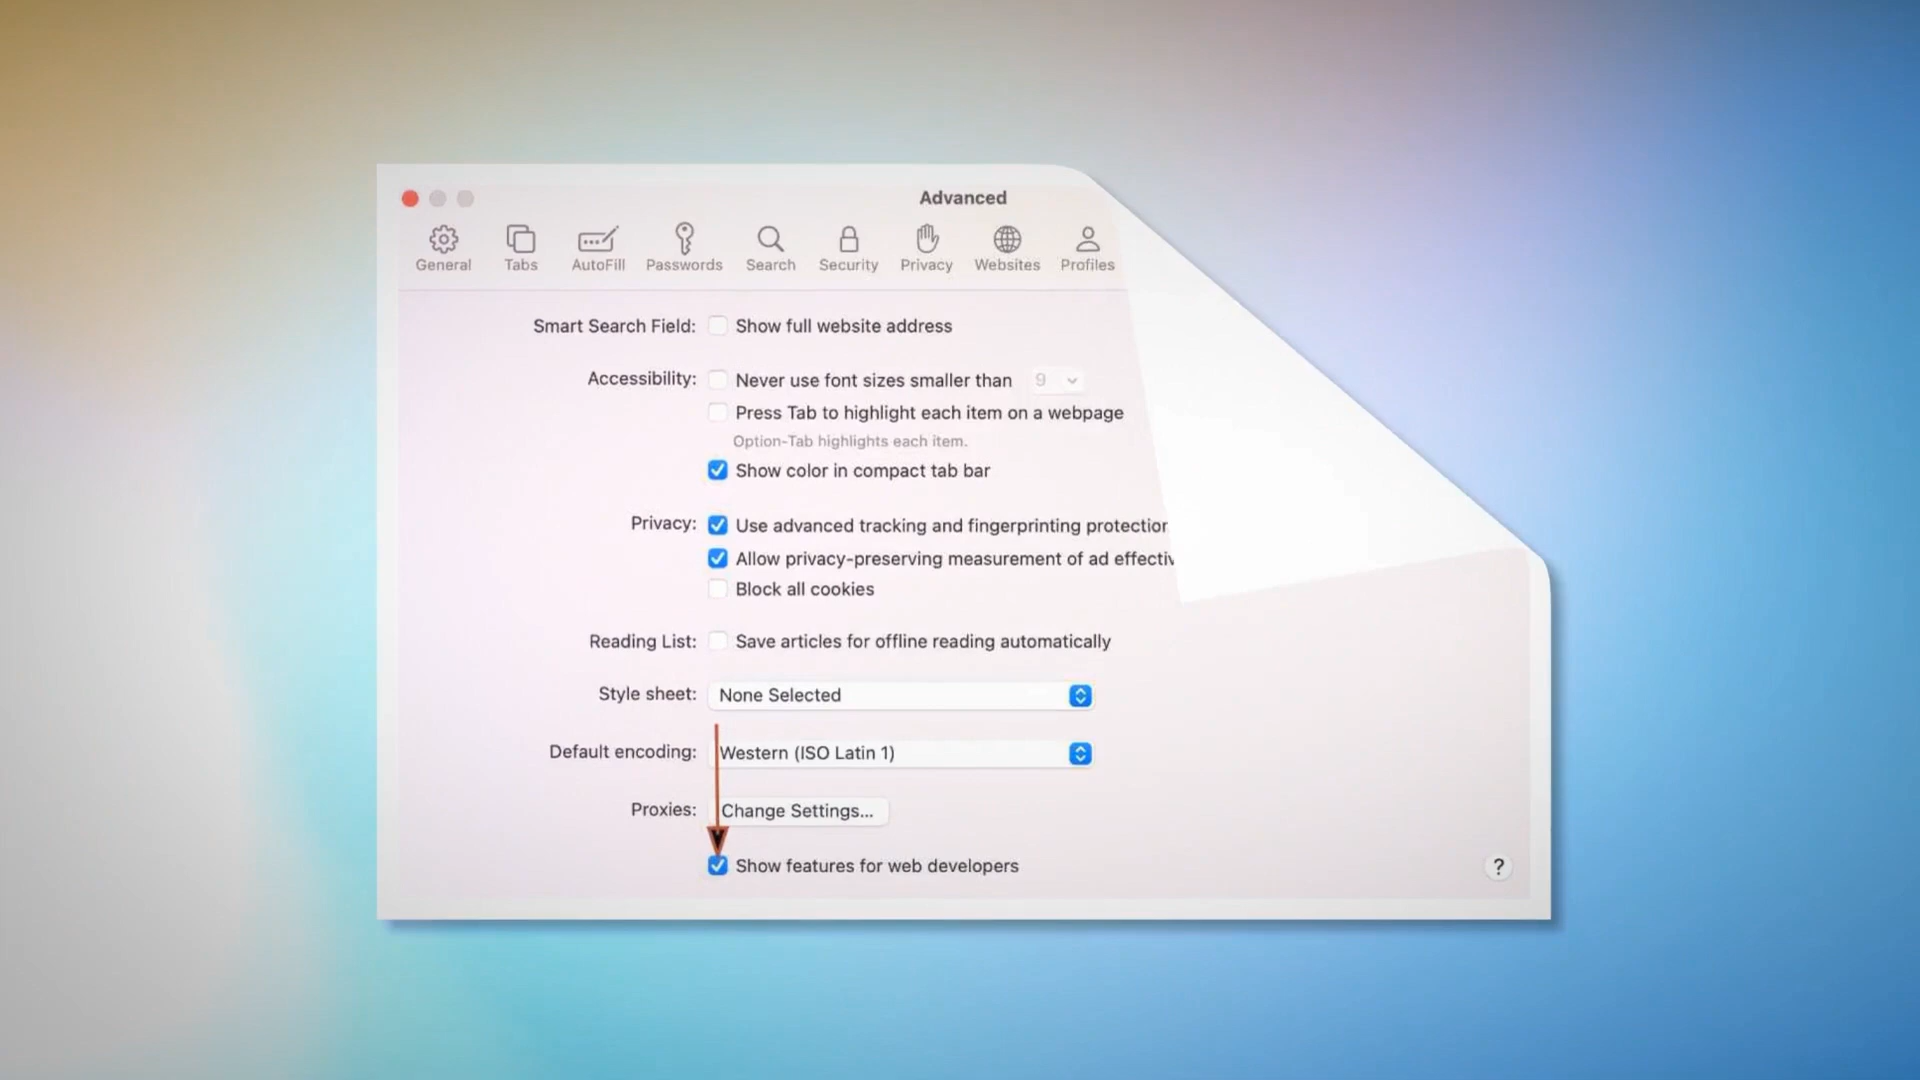 Advanced
General Tabs AutoFill Passwords Search Security Privacy Websites Profiles
Smart Search Field: Show full website address
Accessibility: Never use font sizes smaller than 9
Press Tab to highlight each item on a webpage
Option-Tab highlights each item.
Show color in compact tab bar
Privacy: Use advanced tracking and fingerprinting
Allow privacy-preserving measurement of ad
Block all cookies
Reading List: Save articles for offline reading automatically
Style sheet: None Selected
Default encoding: Western (ISO Latin 1)
Proxies: Change Settings...
Show features for web developers
?